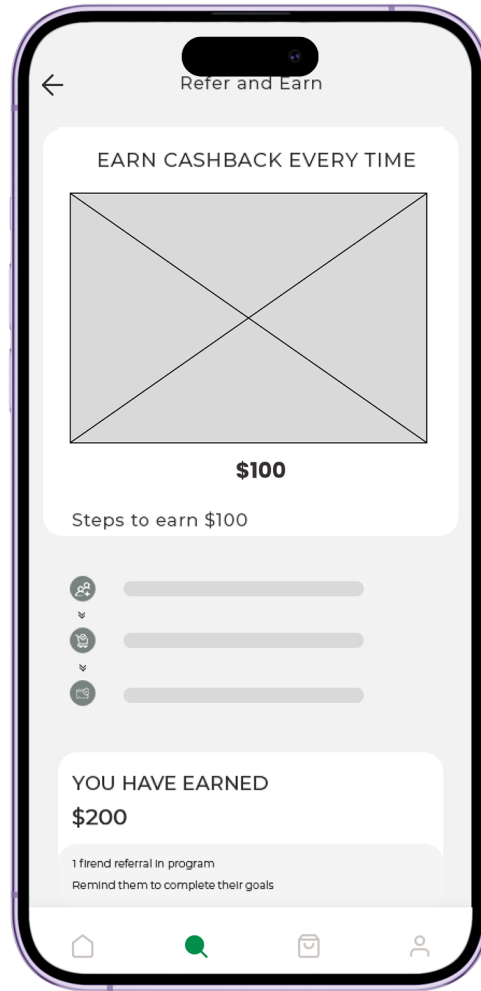 Refer and Earn
EARN CASHBACK EVERY TIME
$100
Steps to earn $100
YOU HAVE EARNED
$200
1 firend referral in program
Remind them to complete their goals